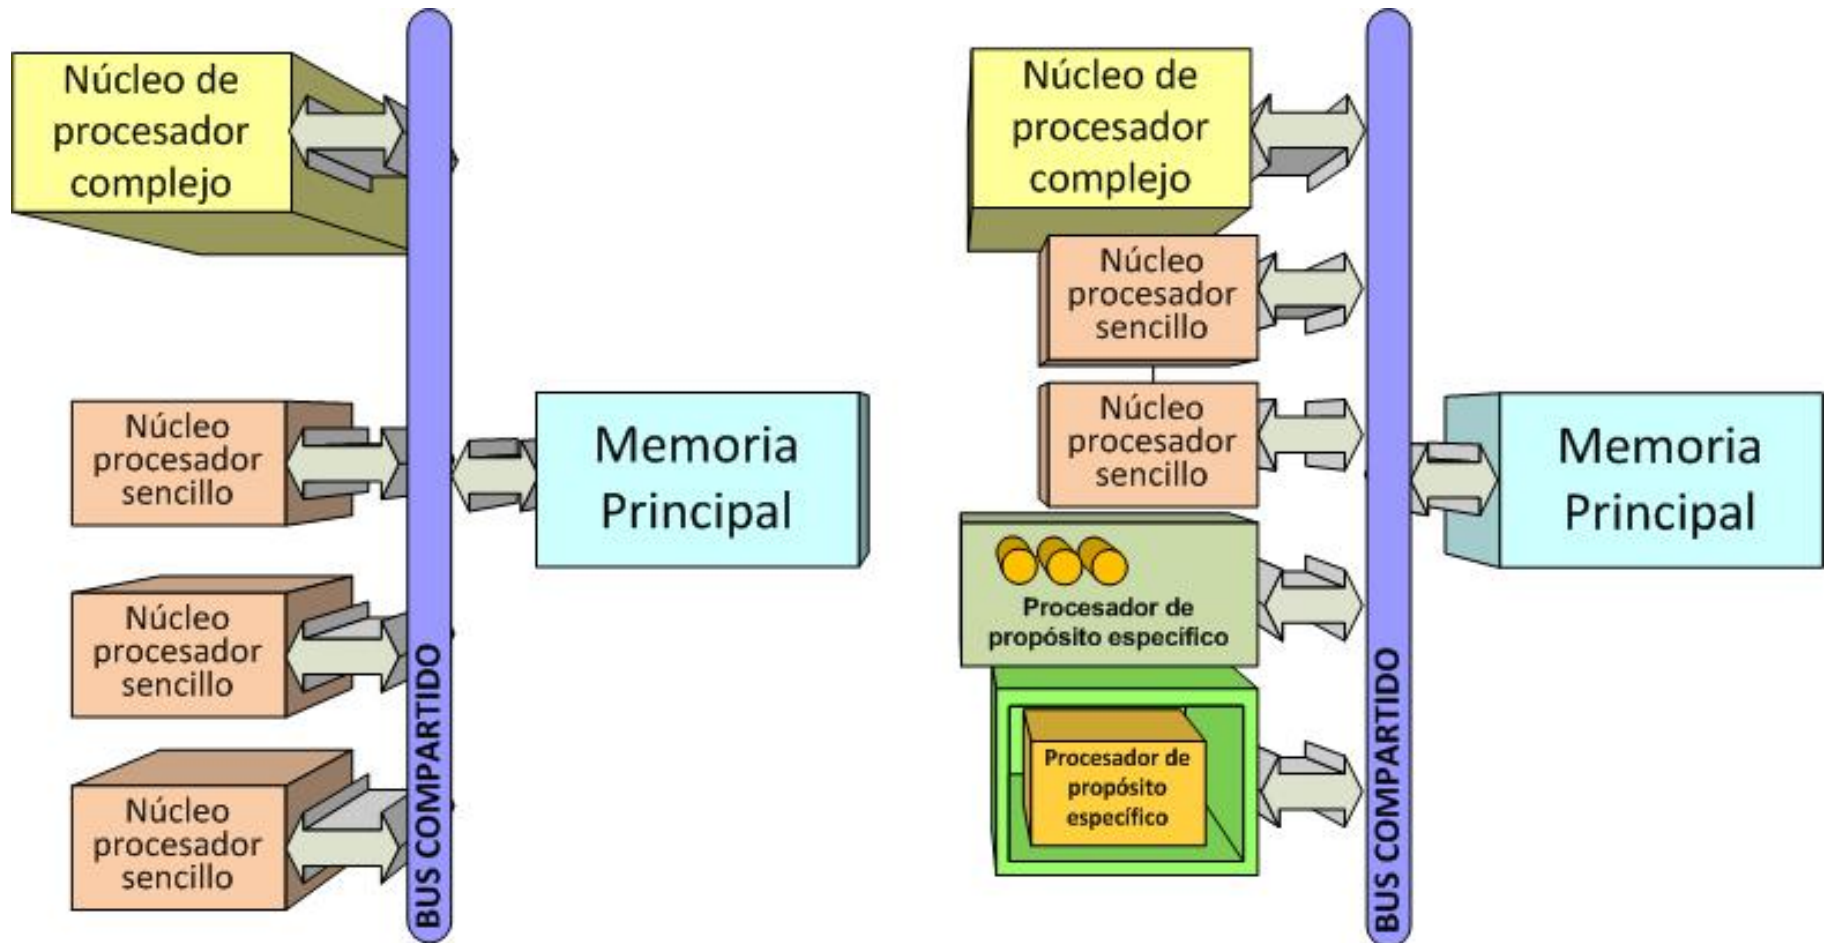 Núcleo de
procesador
complejo
Núcleo
procesador
sencillo
Núcleo
procesador
sencillo
Núcleo
procesador
sencillo
BUS COMPARTIDO
Memoria
Principal
Núcleo de
procesador
complejo
Núcleo
procesador
sencillo
Núcleo
procesador
sencillo
Procesador de
propósito específico
Procesador de
propósito
específico
BUS COMPARTIDO
Memoria
Principal